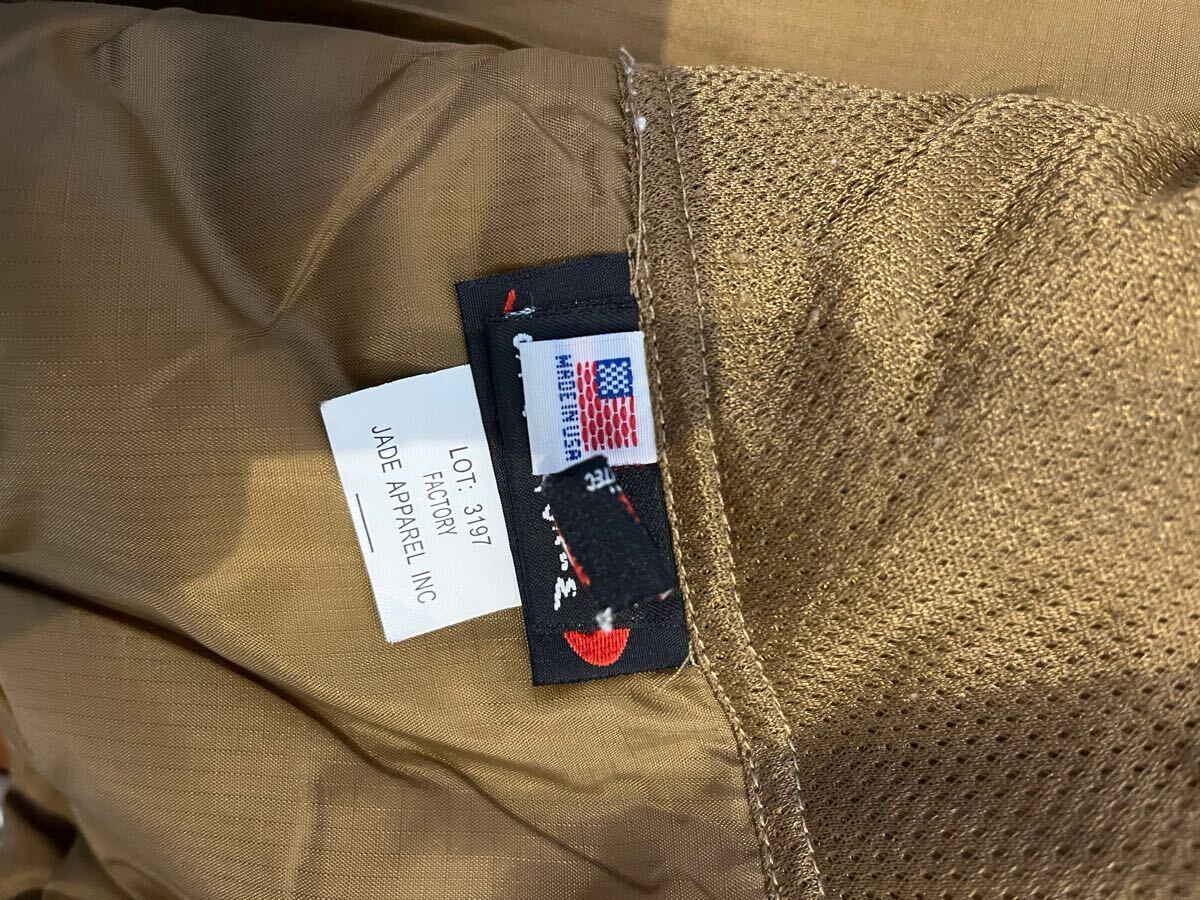 MADE IN USA
LOT: 3197
FACTORY
JADE APPAREL INC